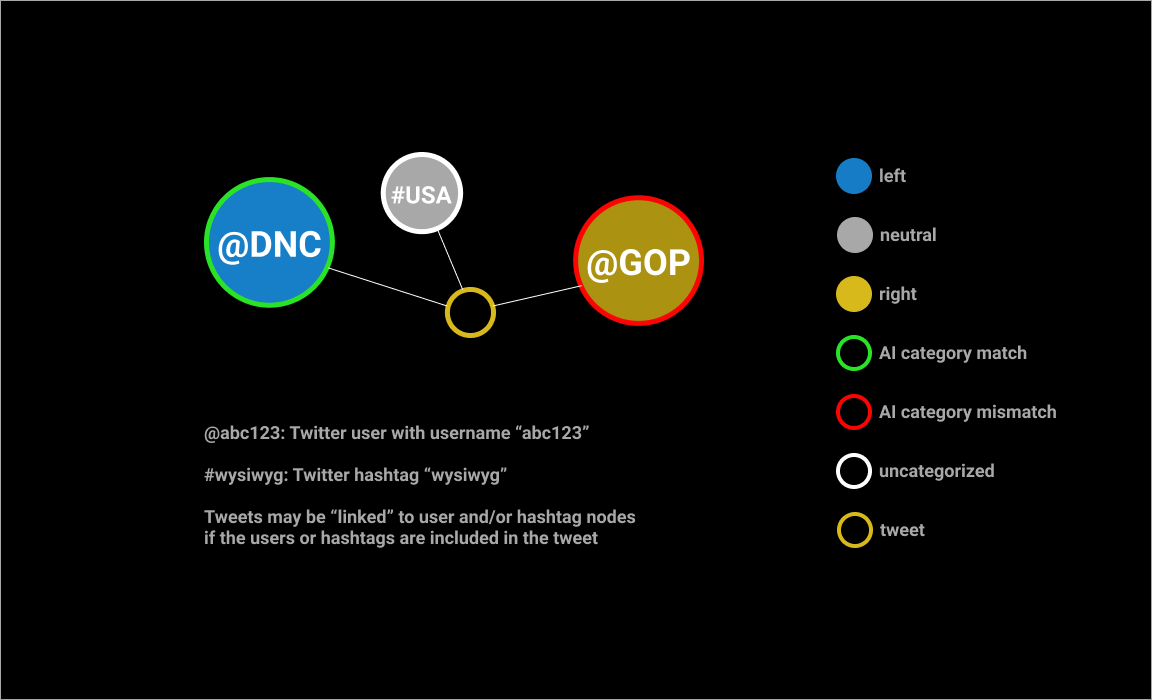 @DNC
#USA
@GOP
@abc123: Twitter user with username “abc123”
#wysiwyg: Twitter hashtag “wysiwyg”
Tweets may be “linked” to user and/or hashtag nodes
if the users or hashtags are included in the tweet
left
neutral
right
AI category match
AI category mismatch
uncategorized
tweet